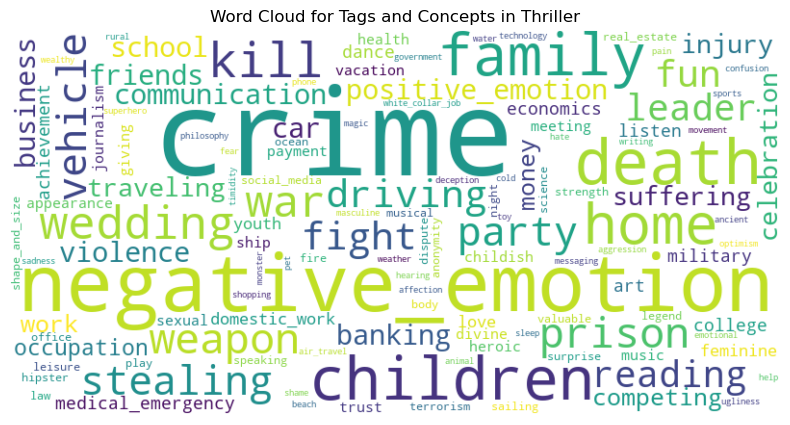 Word Cloud for Tags and Concepts in Thriller
rural
school
kill
health
dance
real_estate
water
technology
pain
injury
wealthy
friends
vacation
family
government
confusion
business
vehicle
communication
phone
positive_emotion
fun
sports
achievement
journalism
superhero
white_collar_job
economics
leader
celebration
giving
philosophy
car
crime
magic
meeting
listen
hate
movement
writing
fear
ocean
payment
money
death
traveling
timidity
social_media
deception
night
cold
science
strength
suffering
appearance
war
driving
toy
ancient
shape_and_size
wedding
youth
masculine
musical
dispute
anonymity
party
home
fight
ship
childish
aggression
optimism
violence
fire
weather
hearing
messaging
military
sadness
monster
pet
shopping
affection
negative_emotion
art
body
work
sexual
domestic_work
banking
love
divine
valuable
legend
college
office
weapon
prison
emotional
occupation
speaking
air_travel
heroic
surprise
music
feminine
leisure
play
sleep
hipster
stealing
children
animal
reading
help
law
shame
competing
medical_emergency
beach
trust
terrorism
sailing
ugliness